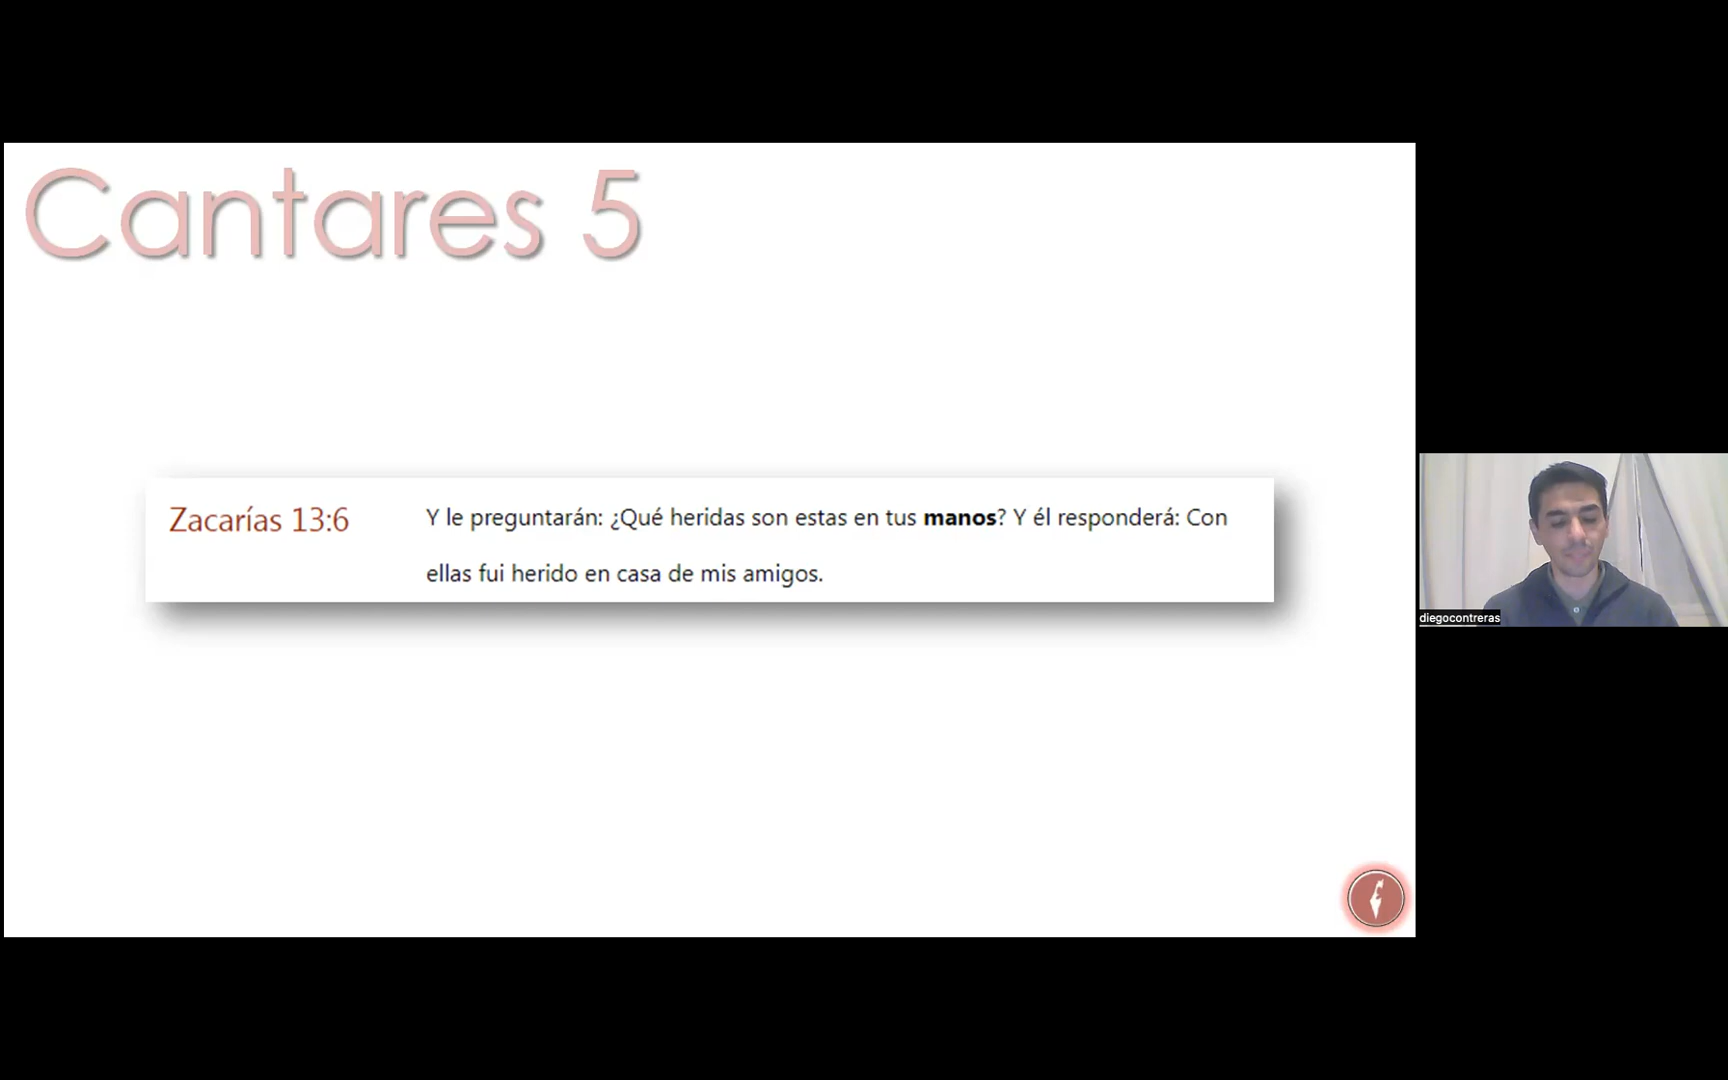 Cantares 5
Zacarías 13:6
Y le preguntarán: ¿Qué heridas son estas en tus manos? Y él responderá: Con
ellas fui herido en casa de mis amigos.
diegocontreras